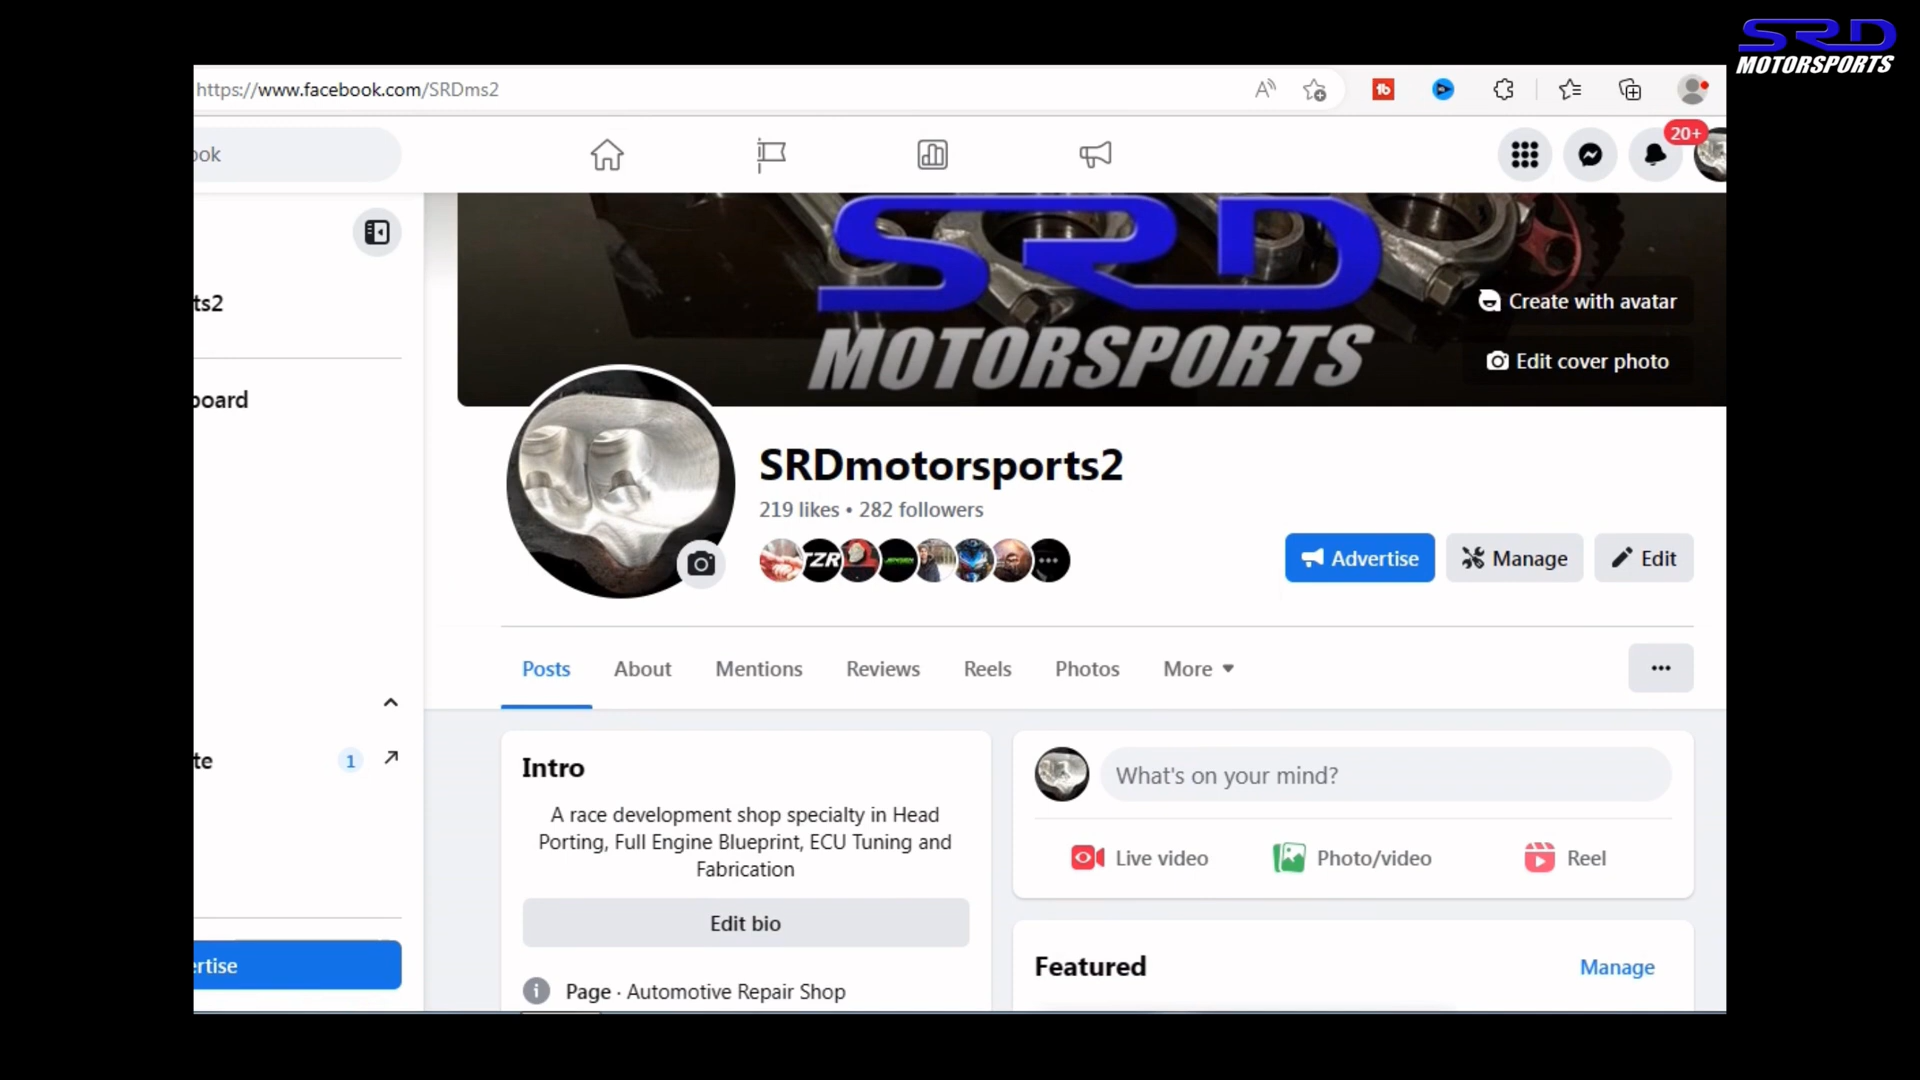 SRD
MOTORSPORTS
https://www.facebook.com/SRDms2
ook
20+
ts2
board
te
1
ertise
SRD
MOTORSPORTS
Create with avatar
Edit cover photo
SRDmotorsports2
219 likes • 282 followers
TZR
Advertise
Manage
Edit
Posts
About
Mentions
Reviews
Reels
Photos
More
Intro
A race development shop specialty in Head
Porting, Full Engine Blueprint, ECU Tuning and
Fabrication
Edit bio
Page · Automotive Repair Shop
What's on your mind?
Live video
Photo/video
Reel
Featured
Manage